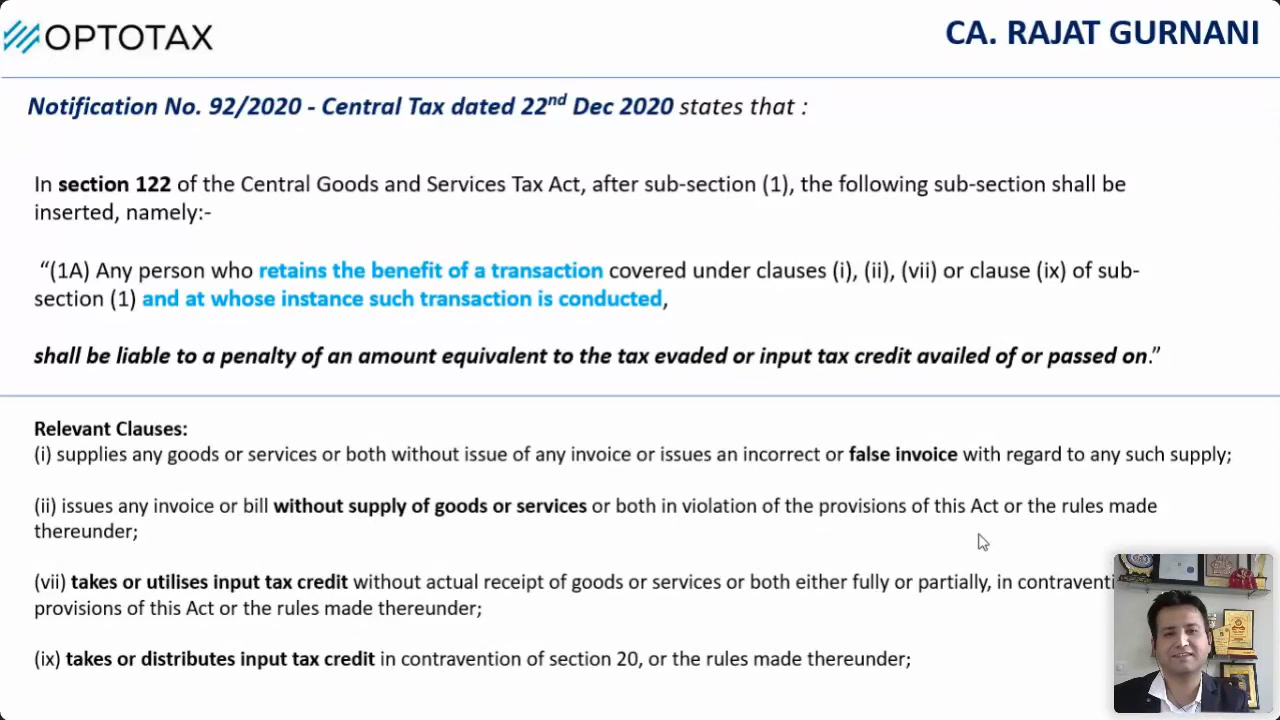 OPTOTAX
CA. RAJAT GURNANI
Notification No. 92/2020 - Central Tax dated 22nd Dec 2020 states that :
In section 122 of the Central Goods and Services Tax Act, after sub-section (1), the following sub-section shall be
inserted, namely:-
“(1A) Any person who retains the benefit of a transaction covered under clauses (i), (ii), (vii) or clause (ix) of sub-
section (1) and at whose instance such transaction is conducted,
shall be liable to a penalty of an amount equivalent to the tax evaded or input tax credit availed of or passed on.”
Relevant Clauses:
(i) supplies any goods or services or both without issue of any invoice or issues an incorrect or false invoice with regard to any such supply;
(ii) issues any invoice or bill without supply of goods or services or both in violation of the provisions of this Act or the rules made
thereunder;
(vii) takes or utilises input tax credit without actual receipt of goods or services or both either fully or partially, in
provisions of this Act or the rules made thereunder;
(ix) takes or distributes input tax credit in contravention of section 20, or the rules made thereunder;